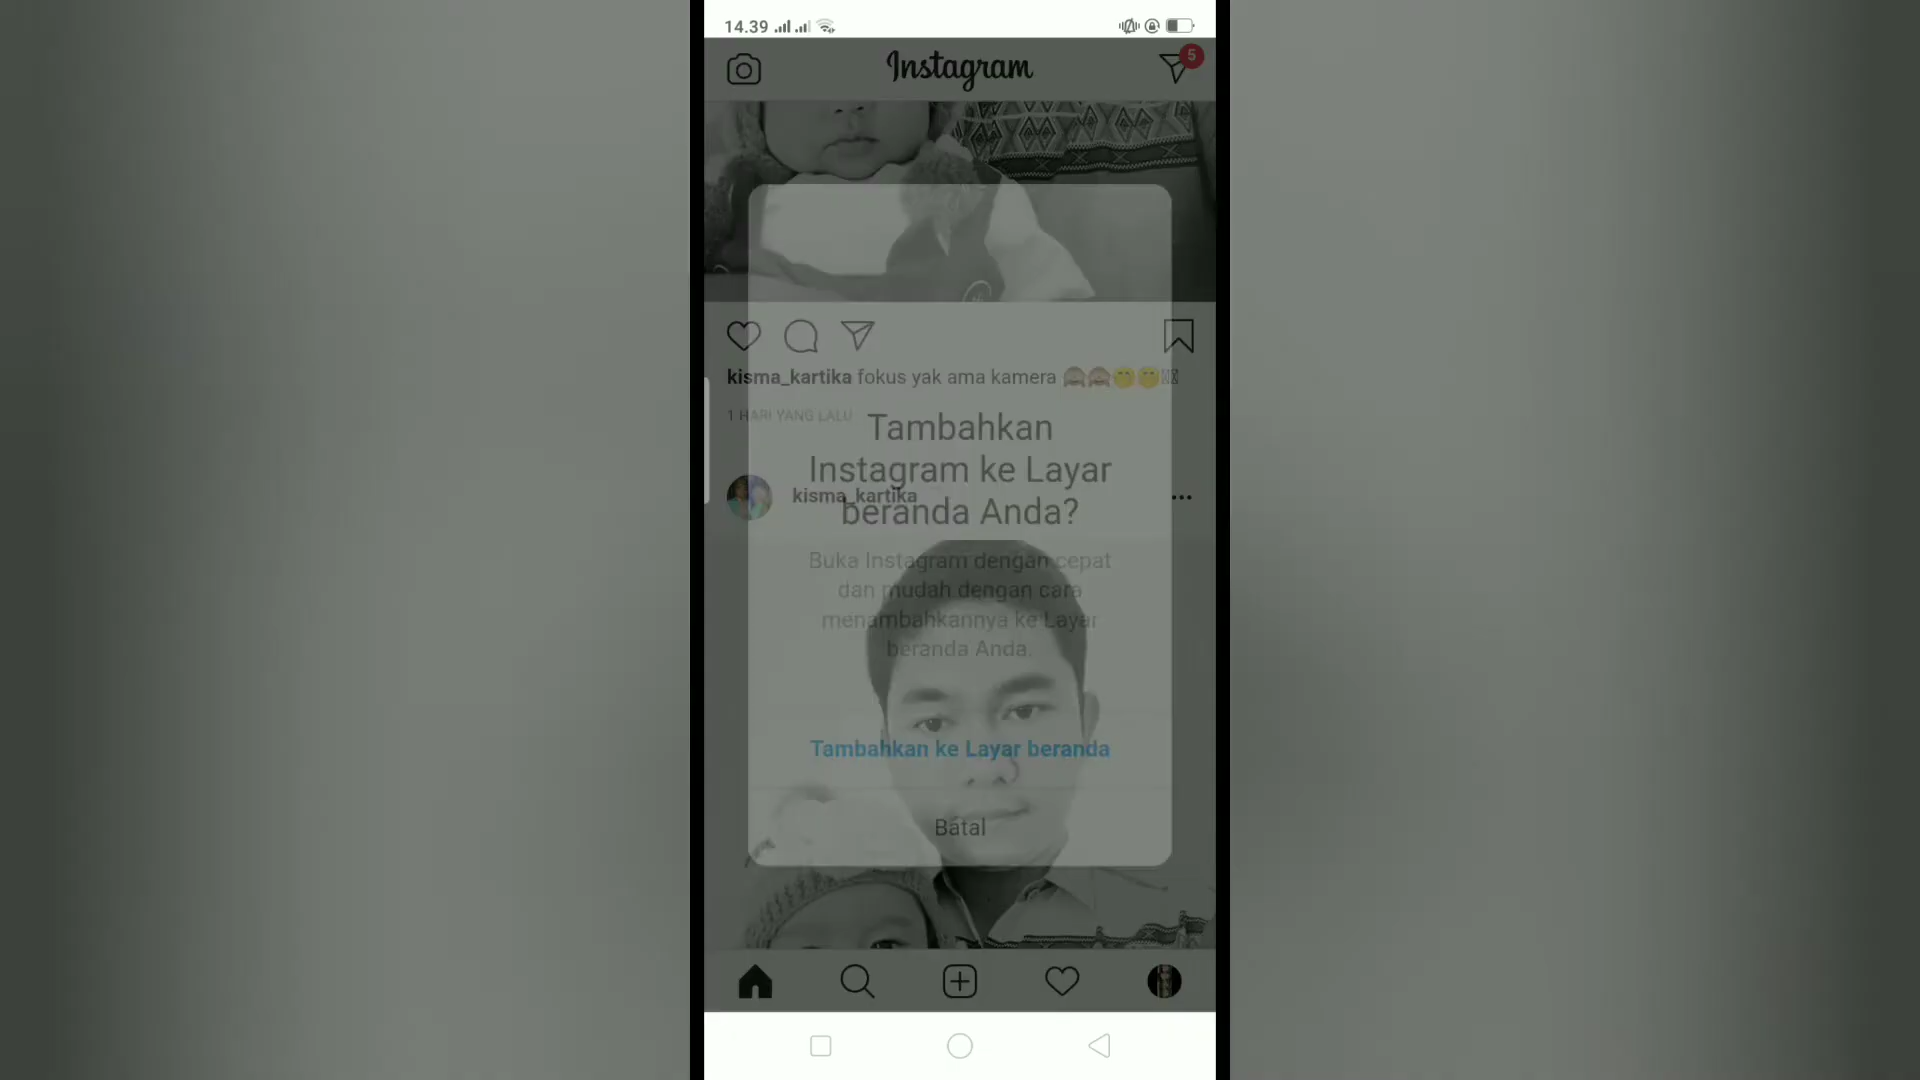 14.39
Instagram
5
kisma_kartika fokus yak ama kamera 🙈🙈🤭🤭
1 HARI YANG LALU
kisma_kartika
Tambahkan
Instagram ke Layar
beranda Anda?
Buka Instagram dengan cepat
dan mudah dengan cara
menambahkannya ke Layar
beranda Anda.
Tambahkan ke Layar beranda
Batal